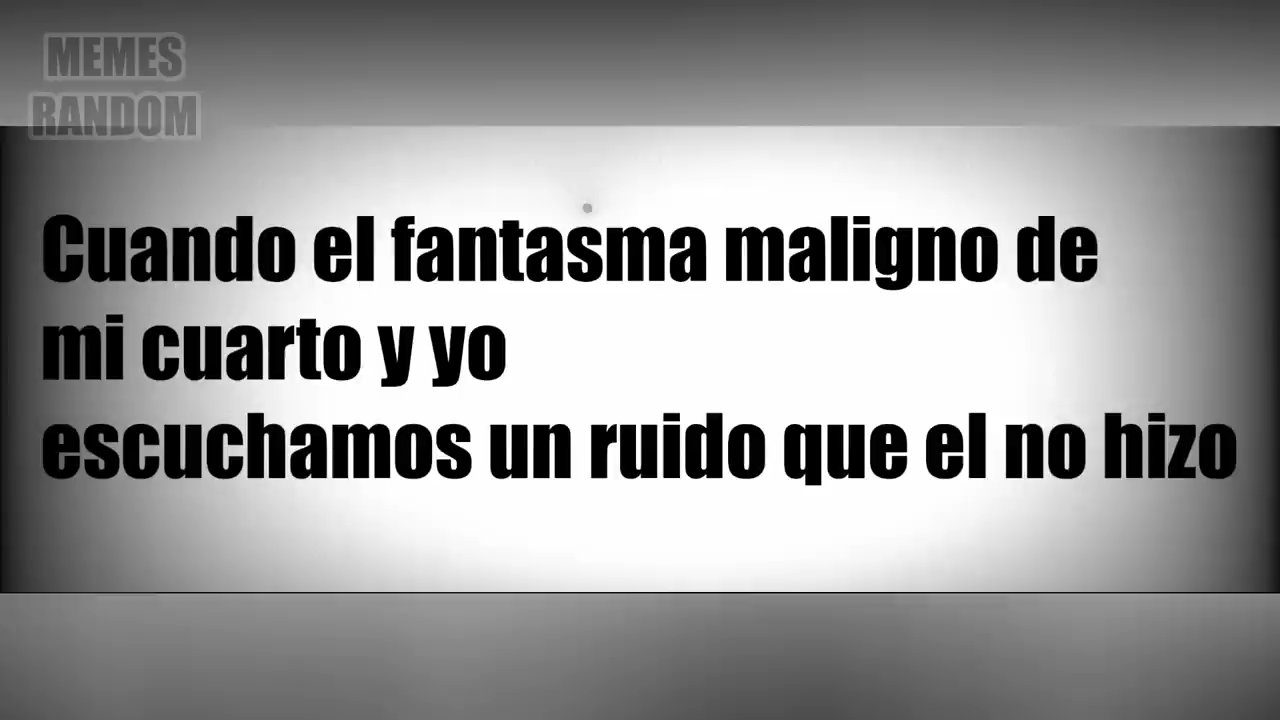 MEMES
RANDOM
Cuando el fantasma maligno de
mi cuarto y yo
escuchamos un ruido que el no hizo